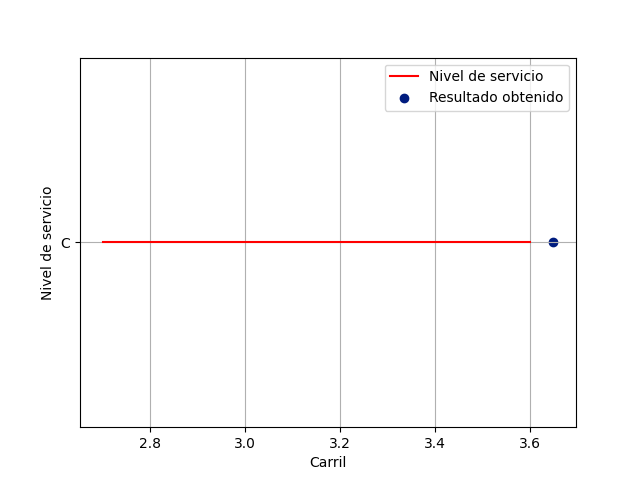 Nivel de servicio
Resultado obtenido
Nivel de servicio
C
2.8
3.0
3.2
3.4
3.6
Carril